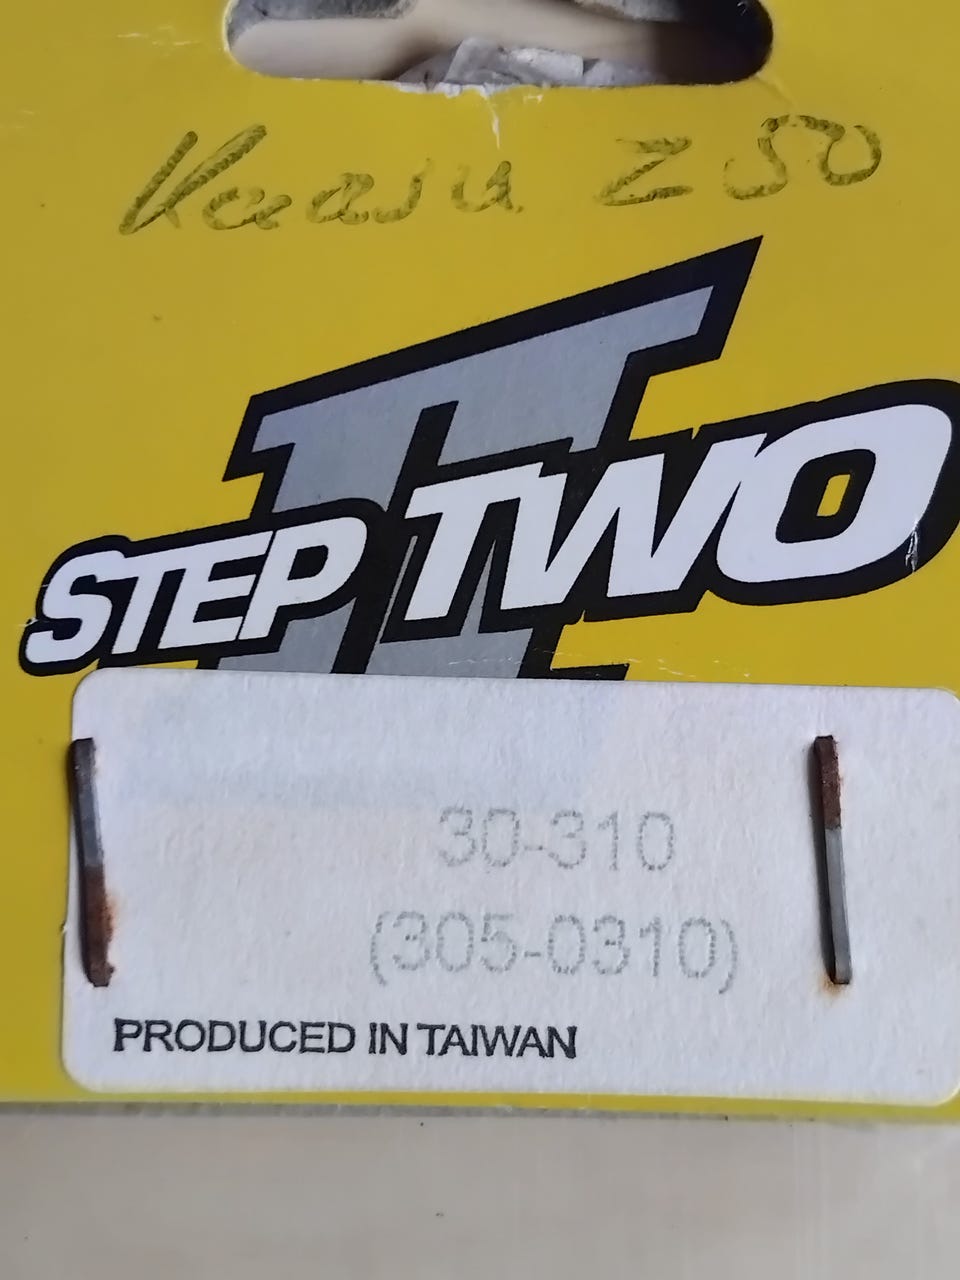 Kaasu Z50
STEP TWO
30-310
(305-0310)
PRODUCED IN TAIWAN